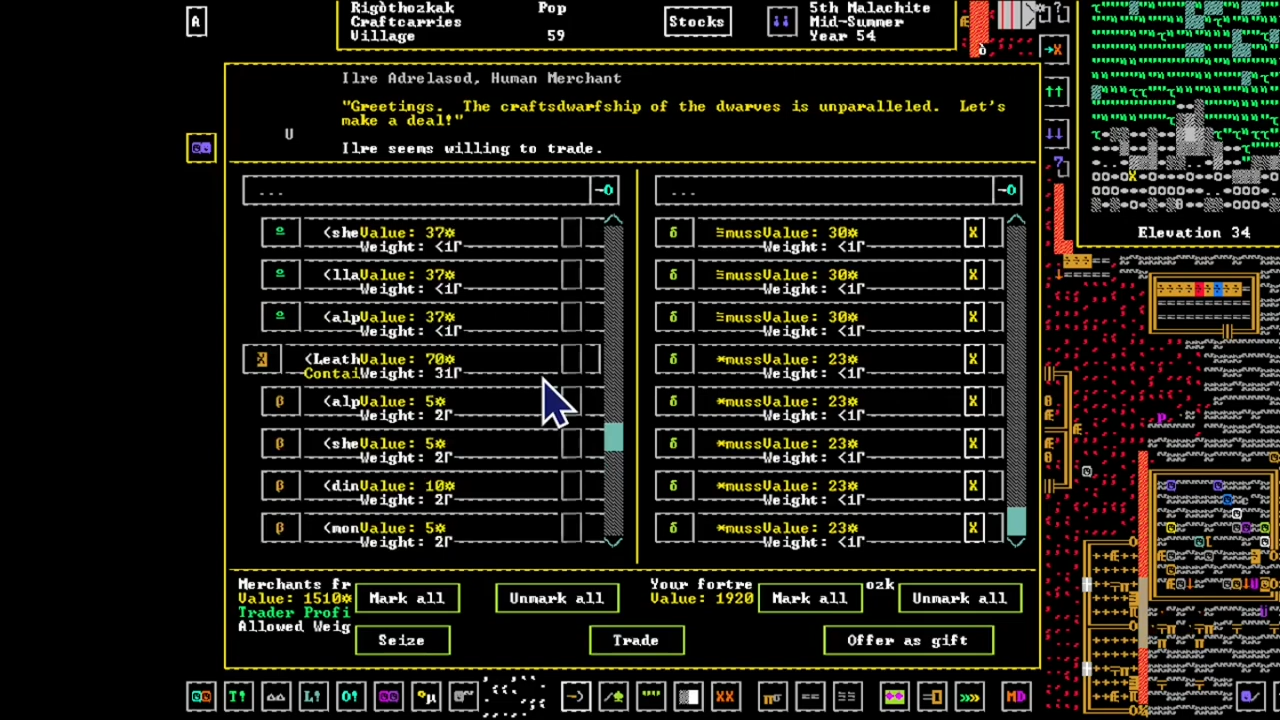 A
Rigòthozkak
Craftcarries
Village
Pop
59
Stocks
5th Malachite
Mid-Summer
Year 54
Ilre Adrelasod, Human Merchant
"Greetings. The craftsdwarfship of the dwarves is unparalleled. Let's
make a deal!"
Ilre seems willing to trade.
...
...
(sheValue: 37☼
Weight: <1Γ
(llaValue: 37☼
Weight: <1Γ
(alpValue: 37☼
Weight: <1Γ
(LeathValue: 70☼
ContaiWeight: 31Γ
(alpValue: 5☼
Weight: 2Γ
(sheValue: 5☼
Weight: 2Γ
(dinValue: 10☼
Weight: 2Γ
(monValue: 5☼
Weight: 2Γ
≡mussValue: 30☼ X
Weight: <1Γ
≡mussValue: 30☼ X
Weight: <1Γ
≡mussValue: 30☼ X
Weight: <1Γ
*mussValue: 23☼ X
Weight: <1Γ
*mussValue: 23☼ X
Weight: <1Γ
*mussValue: 23☼ X
Weight: <1Γ
*mussValue: 23☼ X
Weight: <1Γ
*mussValue: 23☼ X
Weight: <1Γ
Merchants fr
Value: 1510☼
Trader Profi
Allowed Weig
Mark all
Unmark all
Your fortre
Value: 1920
Mark all
ozk
Unmark all
Seize
Trade
Offer as gift
Elevation 34